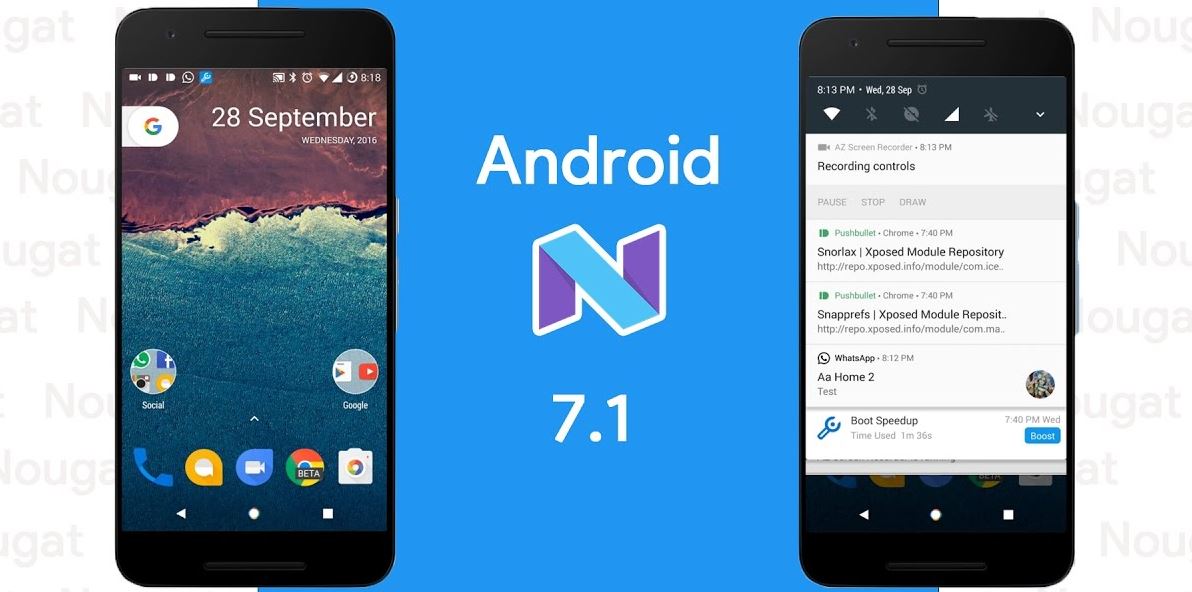 8:18
28 September
WEDNESDAY, 2016
G
Social
Google
BETA
Android
N
7.1
8:13 PM • Wed, 28 Sep
AZ Screen Recorder • 8:13 PM
Recording controls
PAUSE STOP DRAW
Pushbullet • Chrome • 7:40 PM
Snorlax | Xposed Module Repository
http://repo.xposed.info/module/com.ice..
Pushbullet • Chrome • 7:40 PM
Snapprefs | Xposed Module Reposit..
http://repo.xposed.info/module/com.ma..
WhatsApp • 8:12 PM
Aa Home 2
Test
Boot Speedup 7:40 PM Wed
Time Used 1m 36s Boost
Nougat